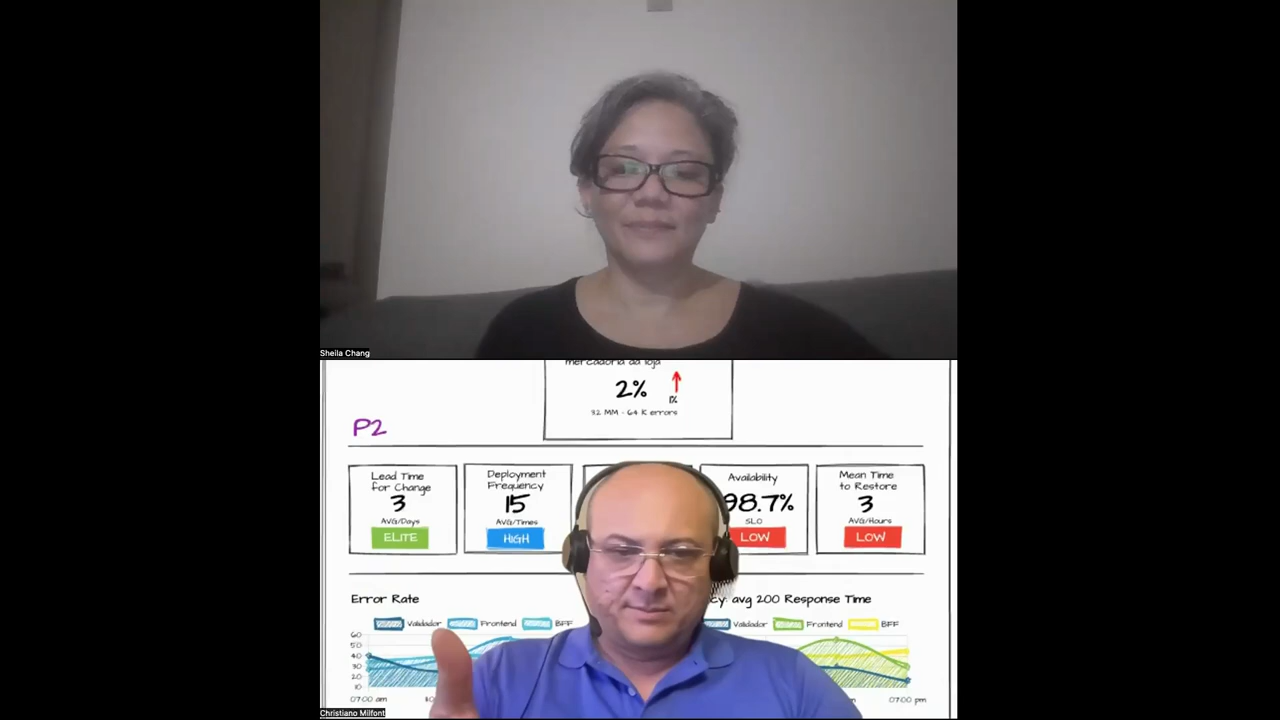 Sheila Chang
mercadoria da loja
2%
1%
3.2 MM - 64 K errors
P2
Lead Time
for Change
3
AVG/Days
ELITE
Deployment
Frequency
15
AVG/Times
HIGH
Availability
98.7%
SLO
LOW
Mean Time
to Restore
3
AVG/Hours
LOW
Error Rate
Validador
Frontend
BFF
60
50
40
30
20
10
07:00 am
avg 200 Response Time
Validador
Frontend
BFF
07:00 pm
Christiano Milfont